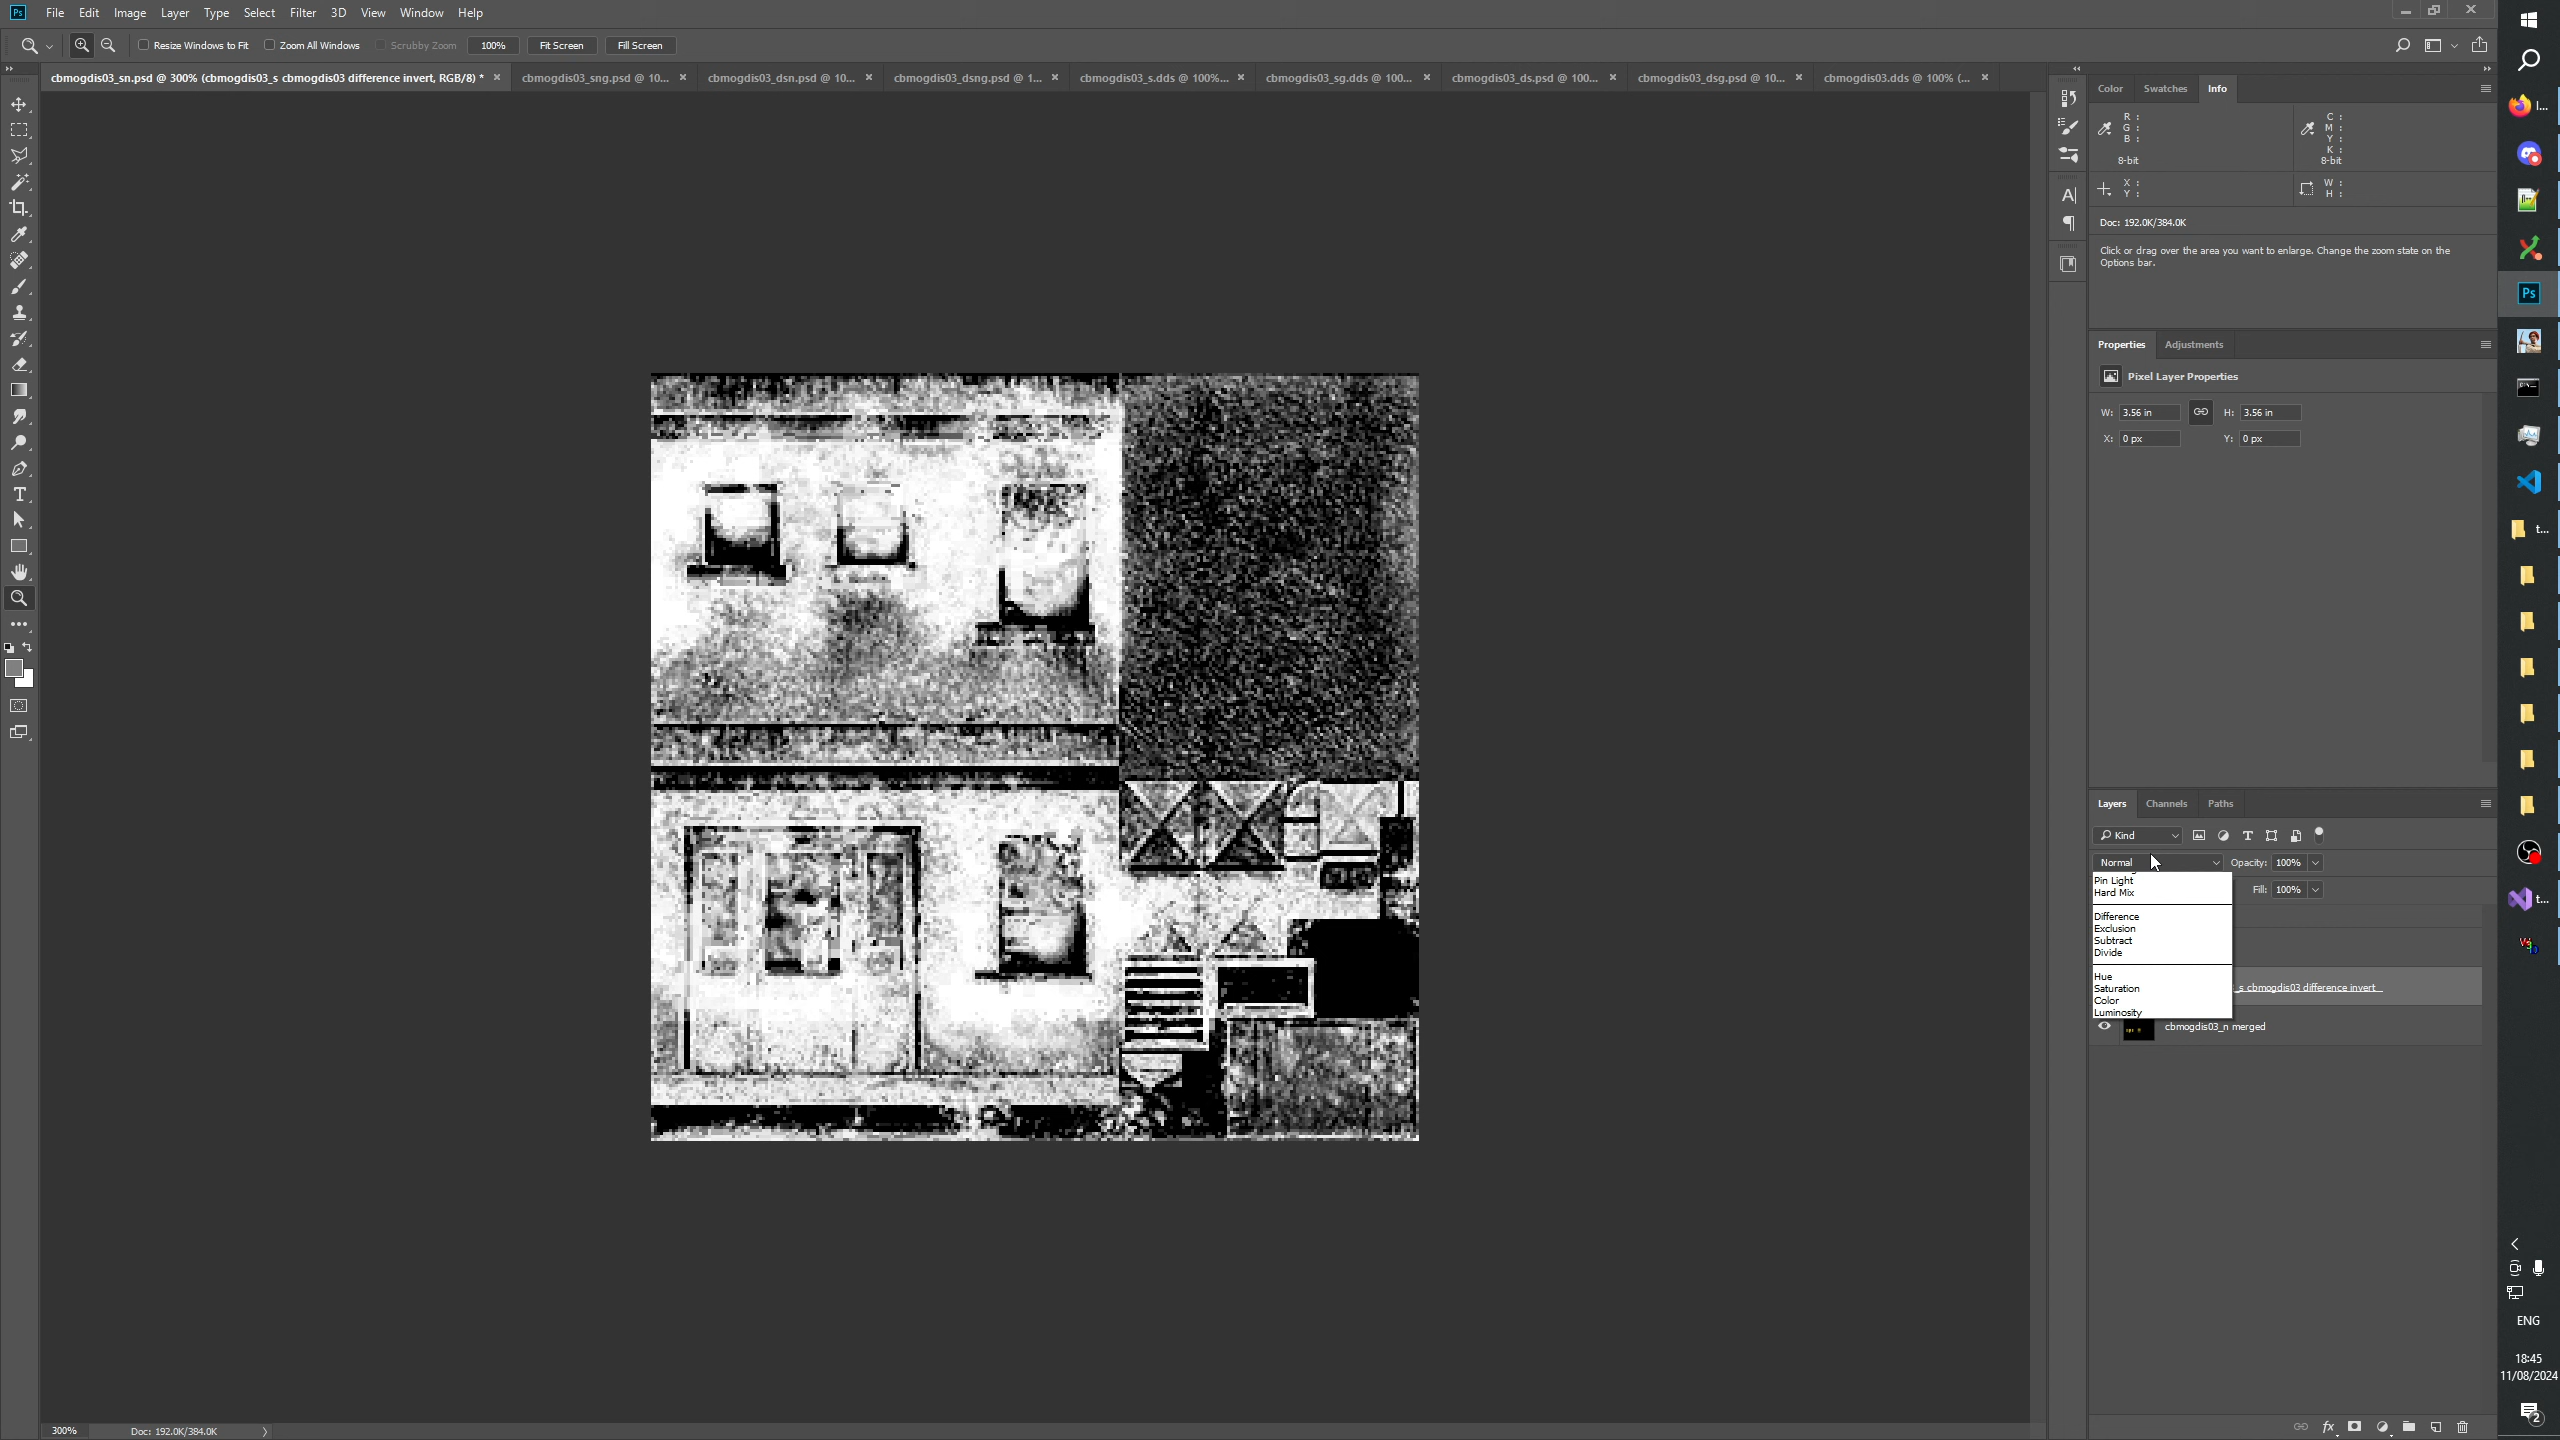 Ps File Edit Image Layer Type Select Filter 3D View Window Help
Resize Windows to Fit Zoom All Windows Scrubby Zoom 100% Fit Screen Fill Screen
cbmogdis03_sn.psd @ 300% (cbmogdis03_s cbmogdis03 difference invert, RGB/8) * cbmogdis03_sng.psd @ 10... cbmogdis03_dsn.psd @ 10... cbmogdis03_dsng.psd @ 1... cbmogdis03_s.dds @ 100%... cbmogdis03_sg.dds @ 100... cbmogdis03_ds.psd @ 100... cbmogdis03_dsg.psd @ 10... cbmogdis03.dds @ 100% (...
Color Swatches Info
R : C :
G : M :
B : Y :
K :
8-bit 8-bit
X : W :
Y : H :
Doc: 192.0K/384.0K
Click or drag over the area you want to enlarge. Change the zoom state on the
Options bar.
Properties Adjustments
Pixel Layer Properties
W: 3.56 in H: 3.56 in
X: 0 px Y: 0 px
Layers Channels Paths
Kind
Normal Opacity: 100%
Pin Light
Fill: 100%
Hard Mix
Difference
Exclusion
Subtract
Divide
Hue
Saturation
_s cbmogdis03 difference invert
Color
Luminosity
cbmogdis03_n merged
300% Doc: 192.0K/384.0K
I...
Ps
t...
t...
ENG
18:45
11/08/2024
2